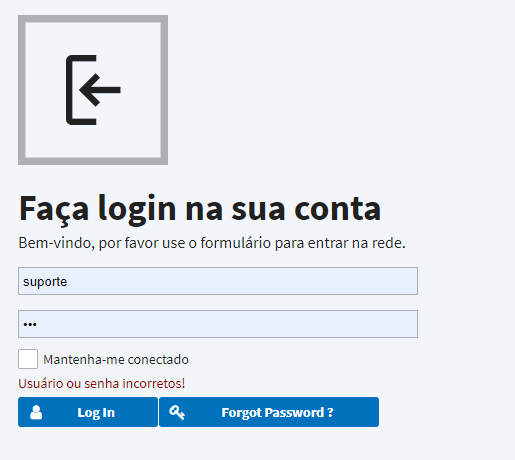 Faça login na sua conta
Bem-vindo, por favor use o formulário para entrar na rede.
suporte
•••
Mantenha-me conectado
Usuário ou senha incorretos!
Log In
Forgot Password ?